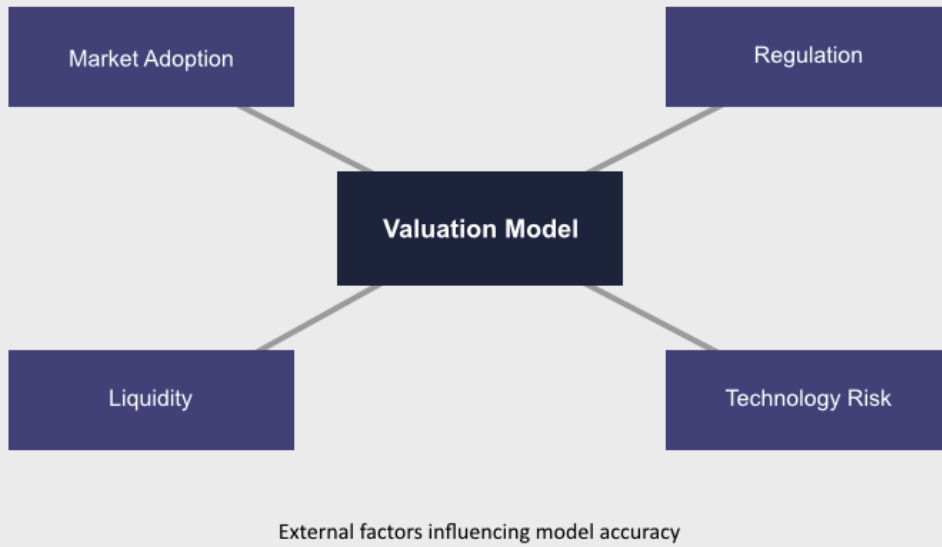 Market Adoption
Regulation
Valuation Model
Liquidity
Technology Risk
External factors influencing model accuracy